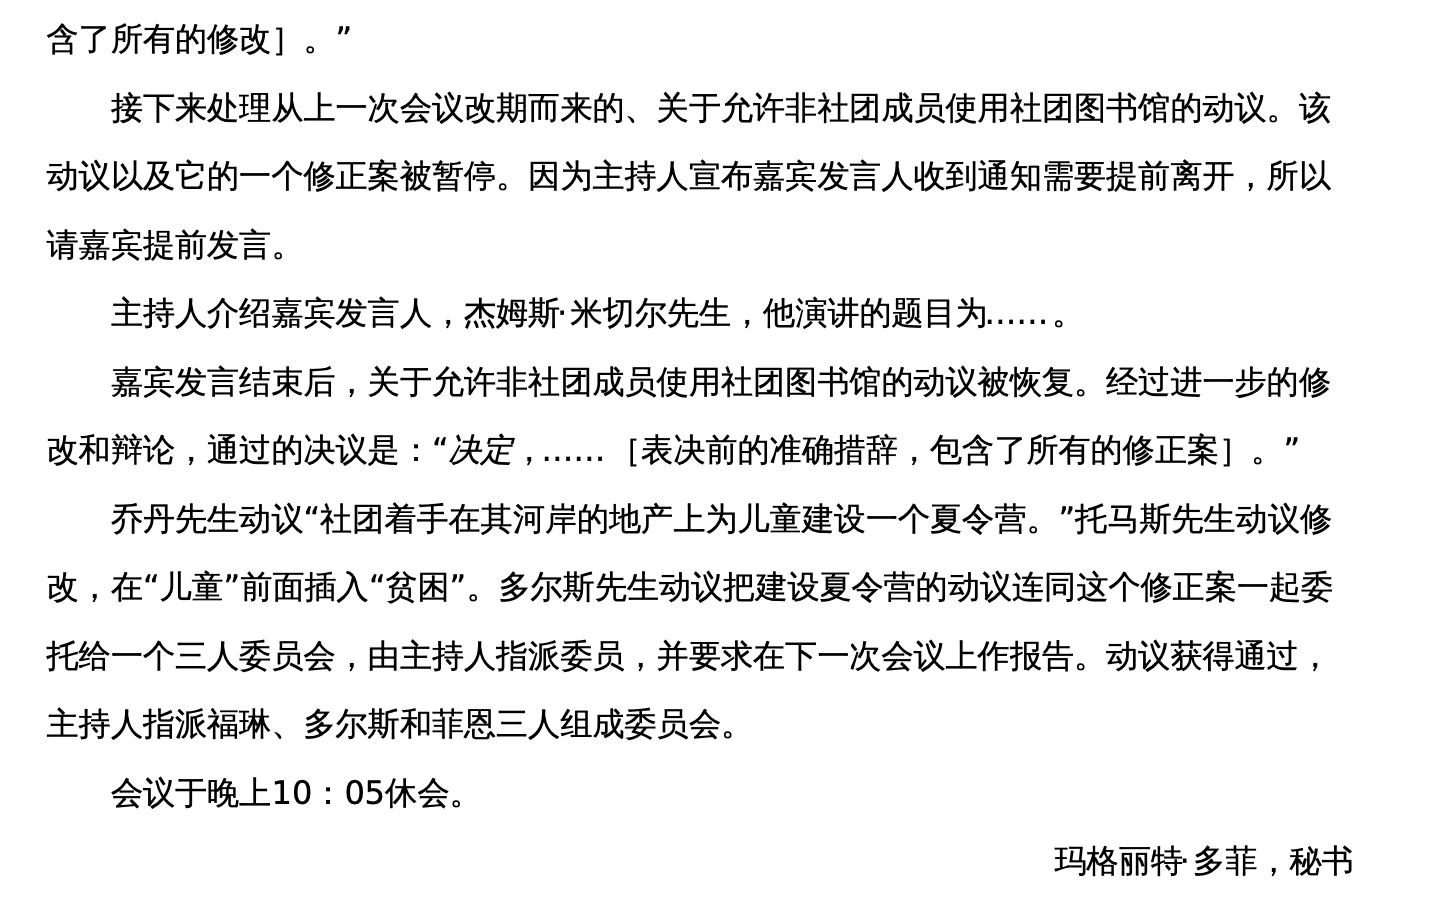 含了所有的修改］。”
接下来处理从上一次会议改期而来的、关于允许非社团成员使用社团图书馆的动议。该
动议以及它的一个修正案被暂停。因为主持人宣布嘉宾发言人收到通知需要提前离开，所以
请嘉宾提前发言。
主持人介绍嘉宾发言人，杰姆斯·米切尔先生，他演讲的题目为……。
嘉宾发言结束后，关于允许非社团成员使用社团图书馆的动议被恢复。经过进一步的修
改和辩论，通过的决议是：“决定，……［表决前的准确措辞，包含了所有的修正案］。”
乔丹先生动议“社团着手在其河岸的地产上为儿童建设一个夏令营。”托马斯先生动议修
改，在“儿童”前面插入“贫困”。多尔斯先生动议把建设夏令营的动议连同这个修正案一起委
托给一个三人委员会，由主持人指派委员，并要求在下一次会议上作报告。动议获得通过，
主持人指派福琳、多尔斯和菲恩三人组成委员会。
会议于晚上10：05休会。
玛格丽特·多菲，秘书